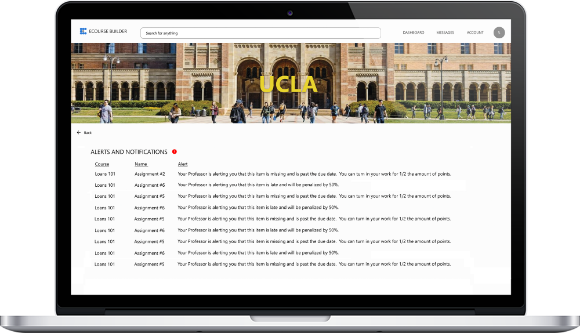 ECOURSE BUILDER
Search for anything
DASHBOARD MESSAGES ACCOUNT
UCLA
Back
ALERTS AND NOTIFICATIONS
Course Name Alert
Loans 101 Assignment #2 Your Professor is alerting you that this item is missing and is past the due date. You can turn in your work for 1/2 the amount of points.
Loans 101 Assignment #6 Your Professor is alerting you that this item is late and will be penalized by 50%.
Loans 101 Assignment #5 Your Professor is alerting you that this item is missing and is past the due date. You can turn in your work for 1/2 the amount of points.
Loans 101 Assignment #6 Your Professor is alerting you that this item is late and will be penalized by 50%.
Loans 101 Assignment #5 Your Professor is alerting you that this item is missing and is past the due date. You can turn in your work for 1/2 the amount of points.
Loans 101 Assignment #6 Your Professor is alerting you that this item is late and will be penalized by 50%.
Loans 101 Assignment #5 Your Professor is alerting you that this item is missing and is past the due date. You can turn in your work for 1/2 the amount of points.
Loans 101 Assignment #6 Your Professor is alerting you that this item is late and will be penalized by 50%.
Loans 101 Assignment #5 Your Professor is alerting you that this item is missing and is past the due date. You can turn in your work for 1/2 the amount of points.